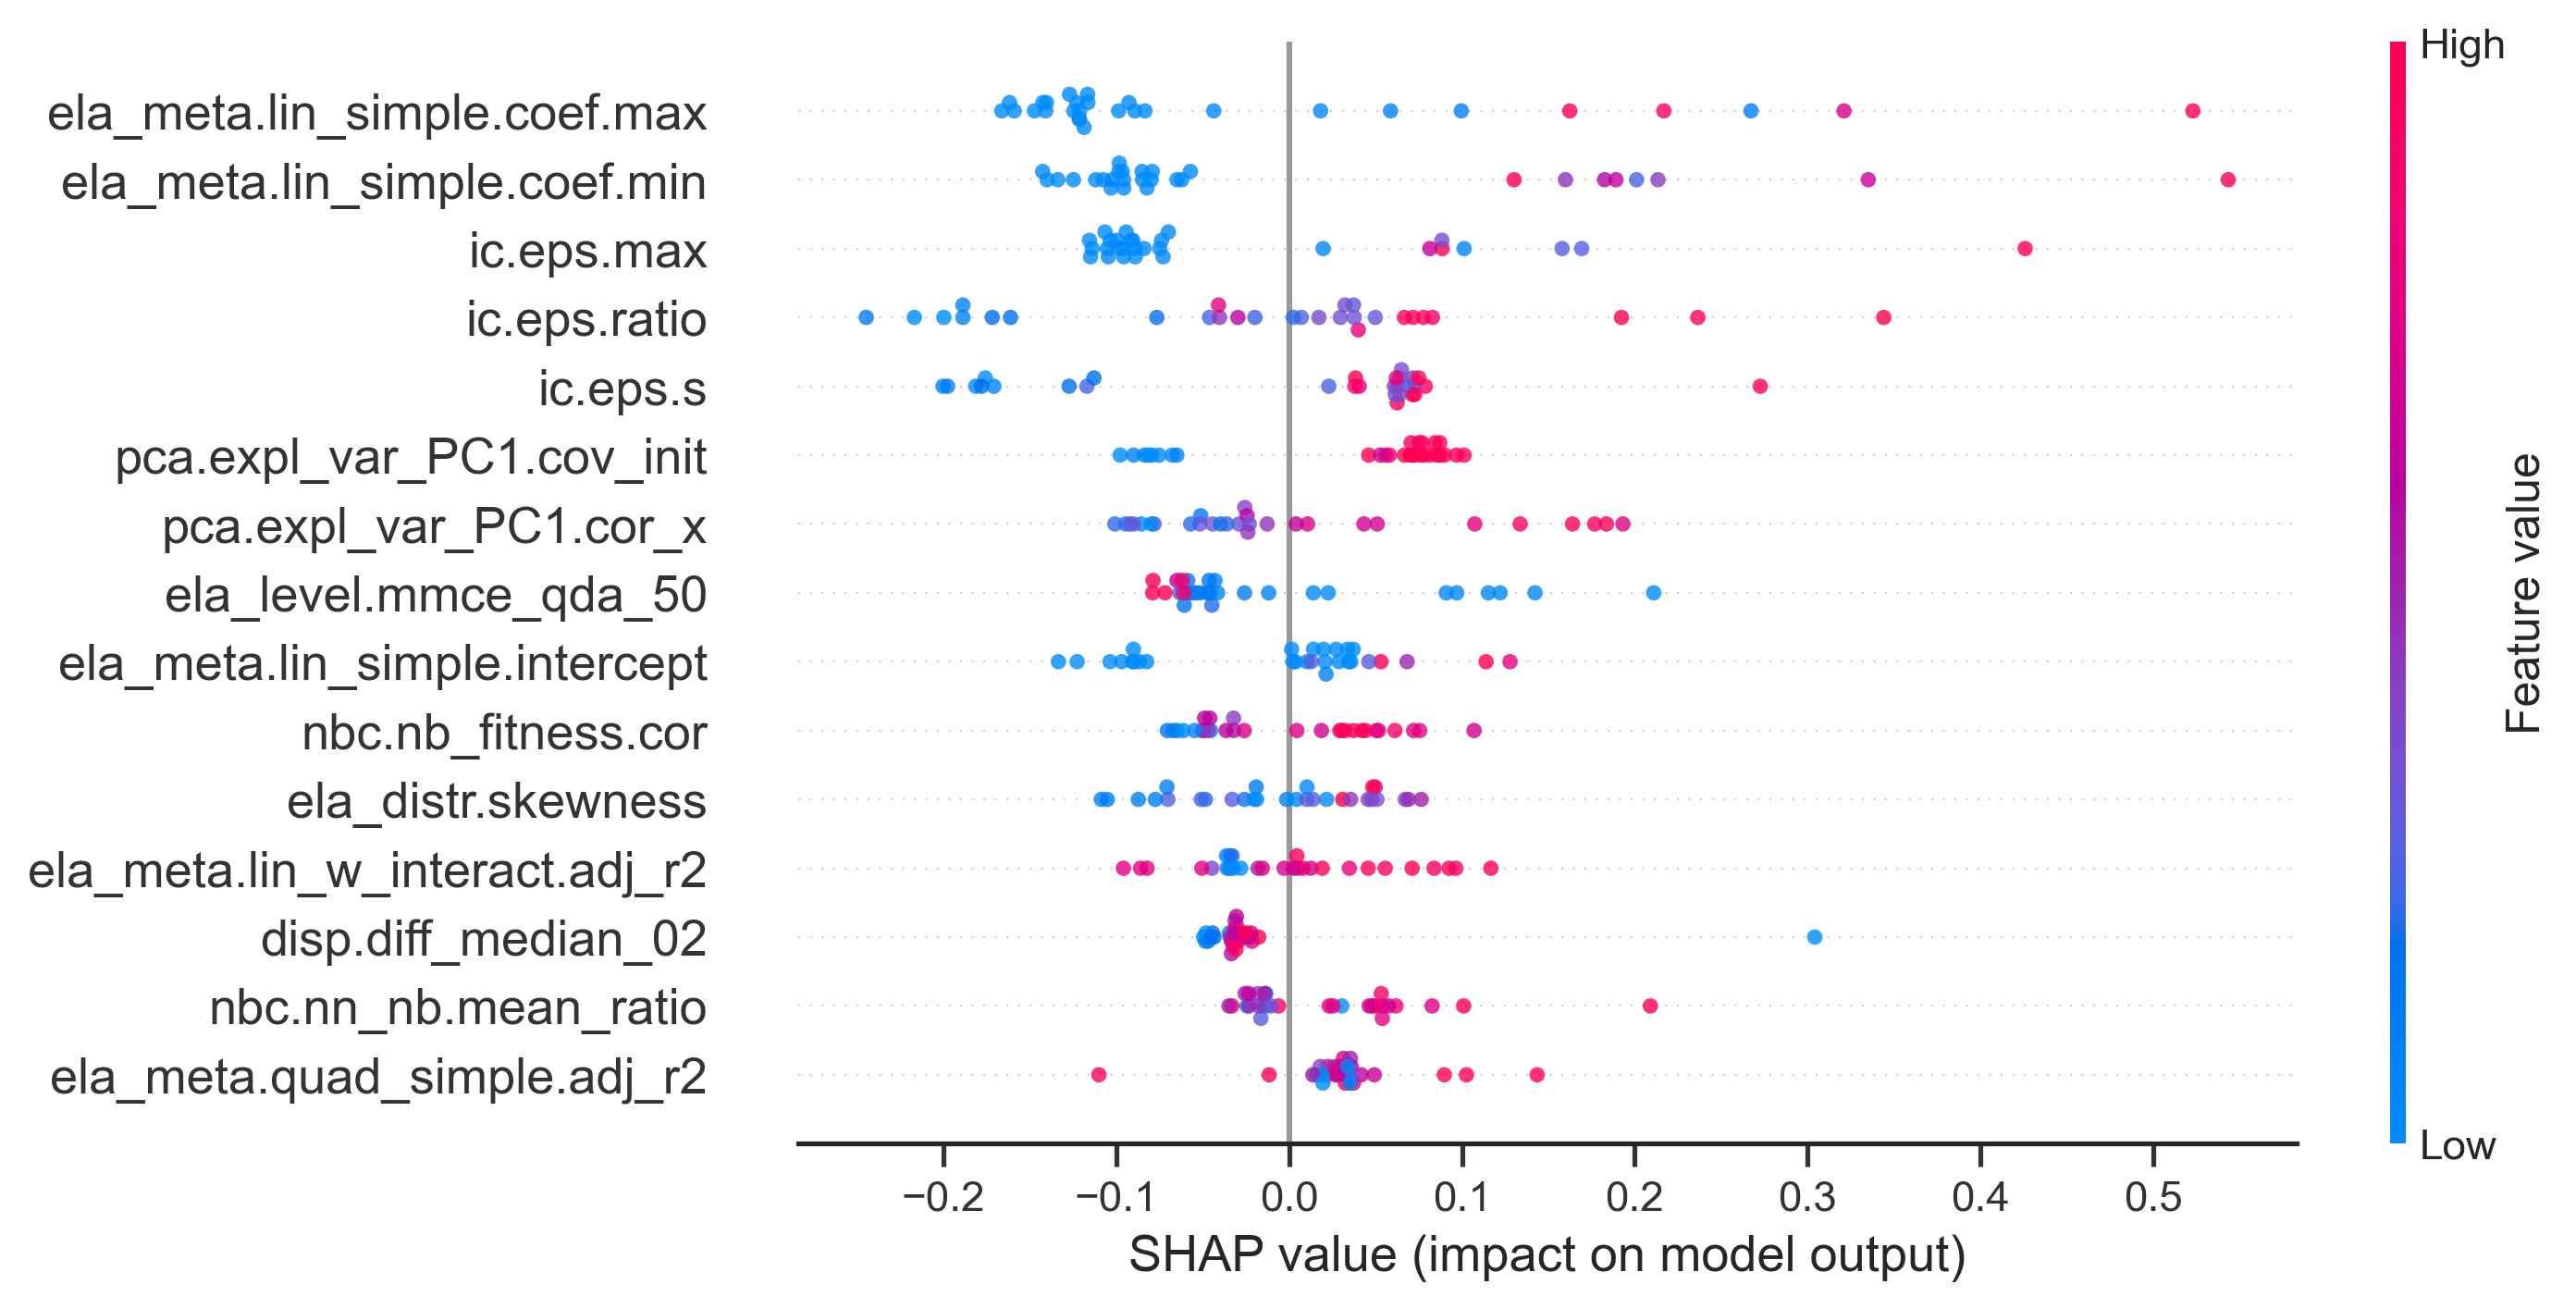 High
ela_meta.lin_simple.coef.max
ela_meta.lin_simple.coef.min
ic.eps.max
ic.eps.ratio
ic.eps.s
pca.expl_var_PC1.cov_init
pca.expl_var_PC1.cor_x
ela_level.mmce_qda_50
ela_meta.lin_simple.intercept
nbc.nb_fitness.cor
ela_distr.skewness
ela_meta.lin_w_interact.adj_r2
disp.diff_median_02
nbc.nn_nb.mean_ratio
ela_meta.quad_simple.adj_r2
Feature value
Low
−0.2 −0.1 0.0 0.1 0.2 0.3 0.4 0.5
SHAP value (impact on model output)